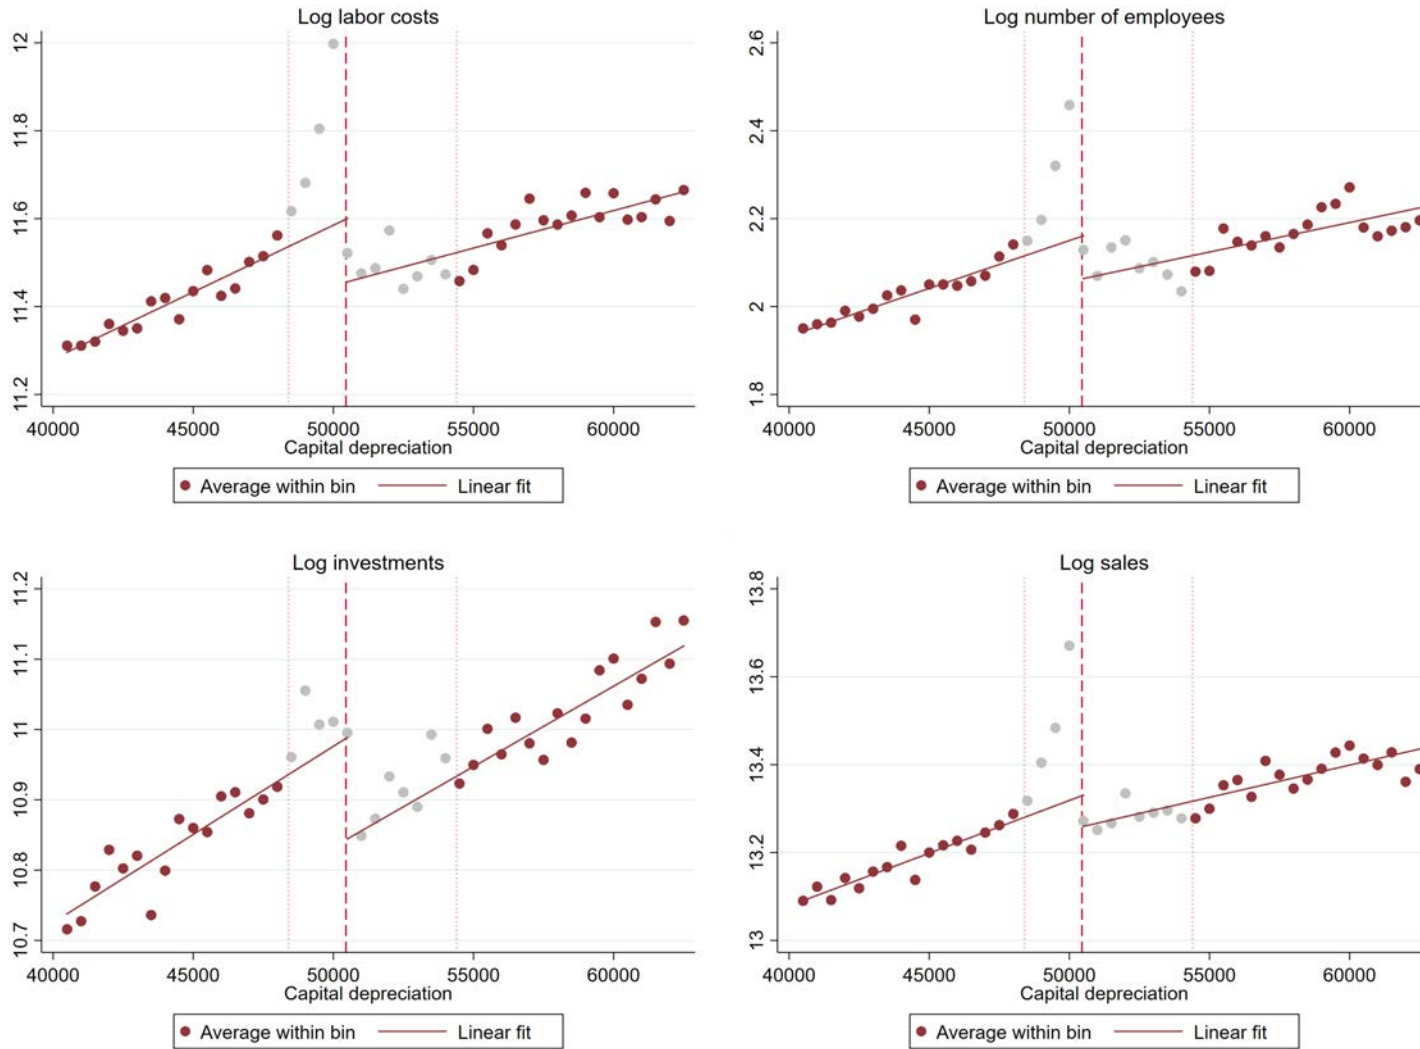 Log labor costs
12
11.8
11.6
11.4
11.2
40000 45000 50000 55000 60000
Capital depreciation
Average within bin Linear fit
Log number of employees
2.6
2.4
2.2
2
1.8
40000 45000 50000 55000 60000
Capital depreciation
Average within bin Linear fit
Log investments
11.2
11.1
11
10.9
10.8
10.7
40000 45000 50000 55000 60000
Capital depreciation
Average within bin Linear fit
Log sales
13.8
13.6
13.4
13.2
13
40000 45000 50000 55000 60000
Capital depreciation
Average within bin Linear fit